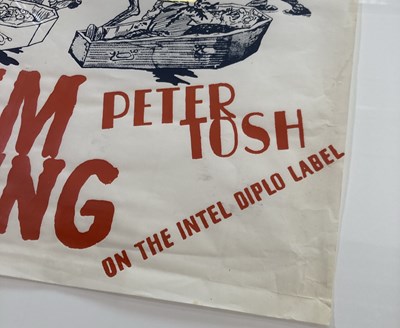 PETER
TOSH
ON THE INTEL DIPLO LABEL